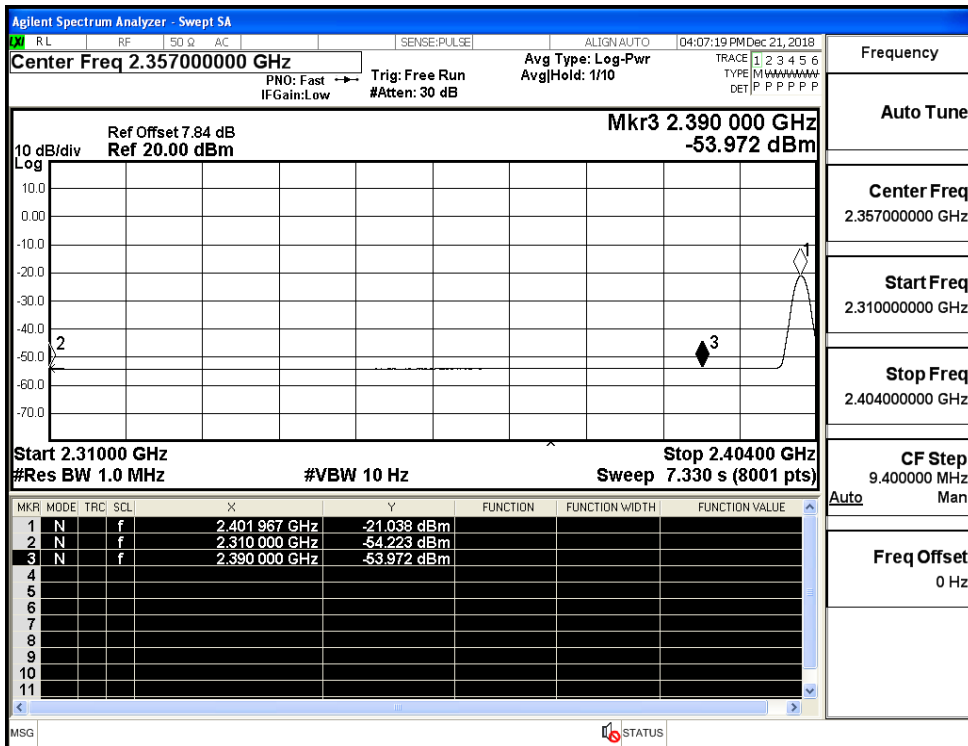 Agilent Spectrum Analyzer - Swept SA
LXI RL RF 50 Ω AC SENSE:PULSE ALIGNAUTO 04:07:19 PM Dec 21, 2018
Center Freq 2.357000000 GHz
PNO: Fast
IFGain:Low
Trig: Free Run
#Atten: 30 dB
Avg Type: Log-Pwr
Avg|Hold: 1/10
TRACE 1 2 3 4 5 6
TYPE M WWWWW
DET P P P P P P
Ref Offset 7.84 dB
10 dB/div Ref 20.00 dBm
Log
Mkr3 2.390 000 GHz
-53.972 dBm
10.0
0.00
-10.0
-20.0
-30.0
-40.0
-50.0
-60.0
-70.0
1
2
3
Start 2.31000 GHz Stop 2.40400 GHz
#Res BW 1.0 MHz #VBW 10 Hz Sweep 7.330 s (8001 pts)
MKR MODE TRC SCL X Y FUNCTION FUNCTION WIDTH FUNCTION VALUE
1 N f 2.401 967 GHz -21.038 dBm
2 N f 2.310 000 GHz -54.223 dBm
3 N f 2.390 000 GHz -53.972 dBm
4
5
6
7
8
9
10
11
MSG STATUS
Frequency
Auto Tune
Center Freq
2.357000000 GHz
Start Freq
2.310000000 GHz
Stop Freq
2.404000000 GHz
CF Step
9.400000 MHz
Auto Man
Freq Offset
0 Hz